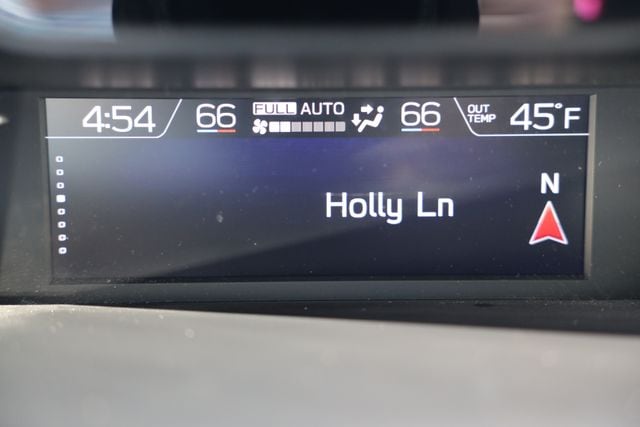 4:54 66 FULL AUTO 66 OUT TEMP 45°F
Holly Ln
N